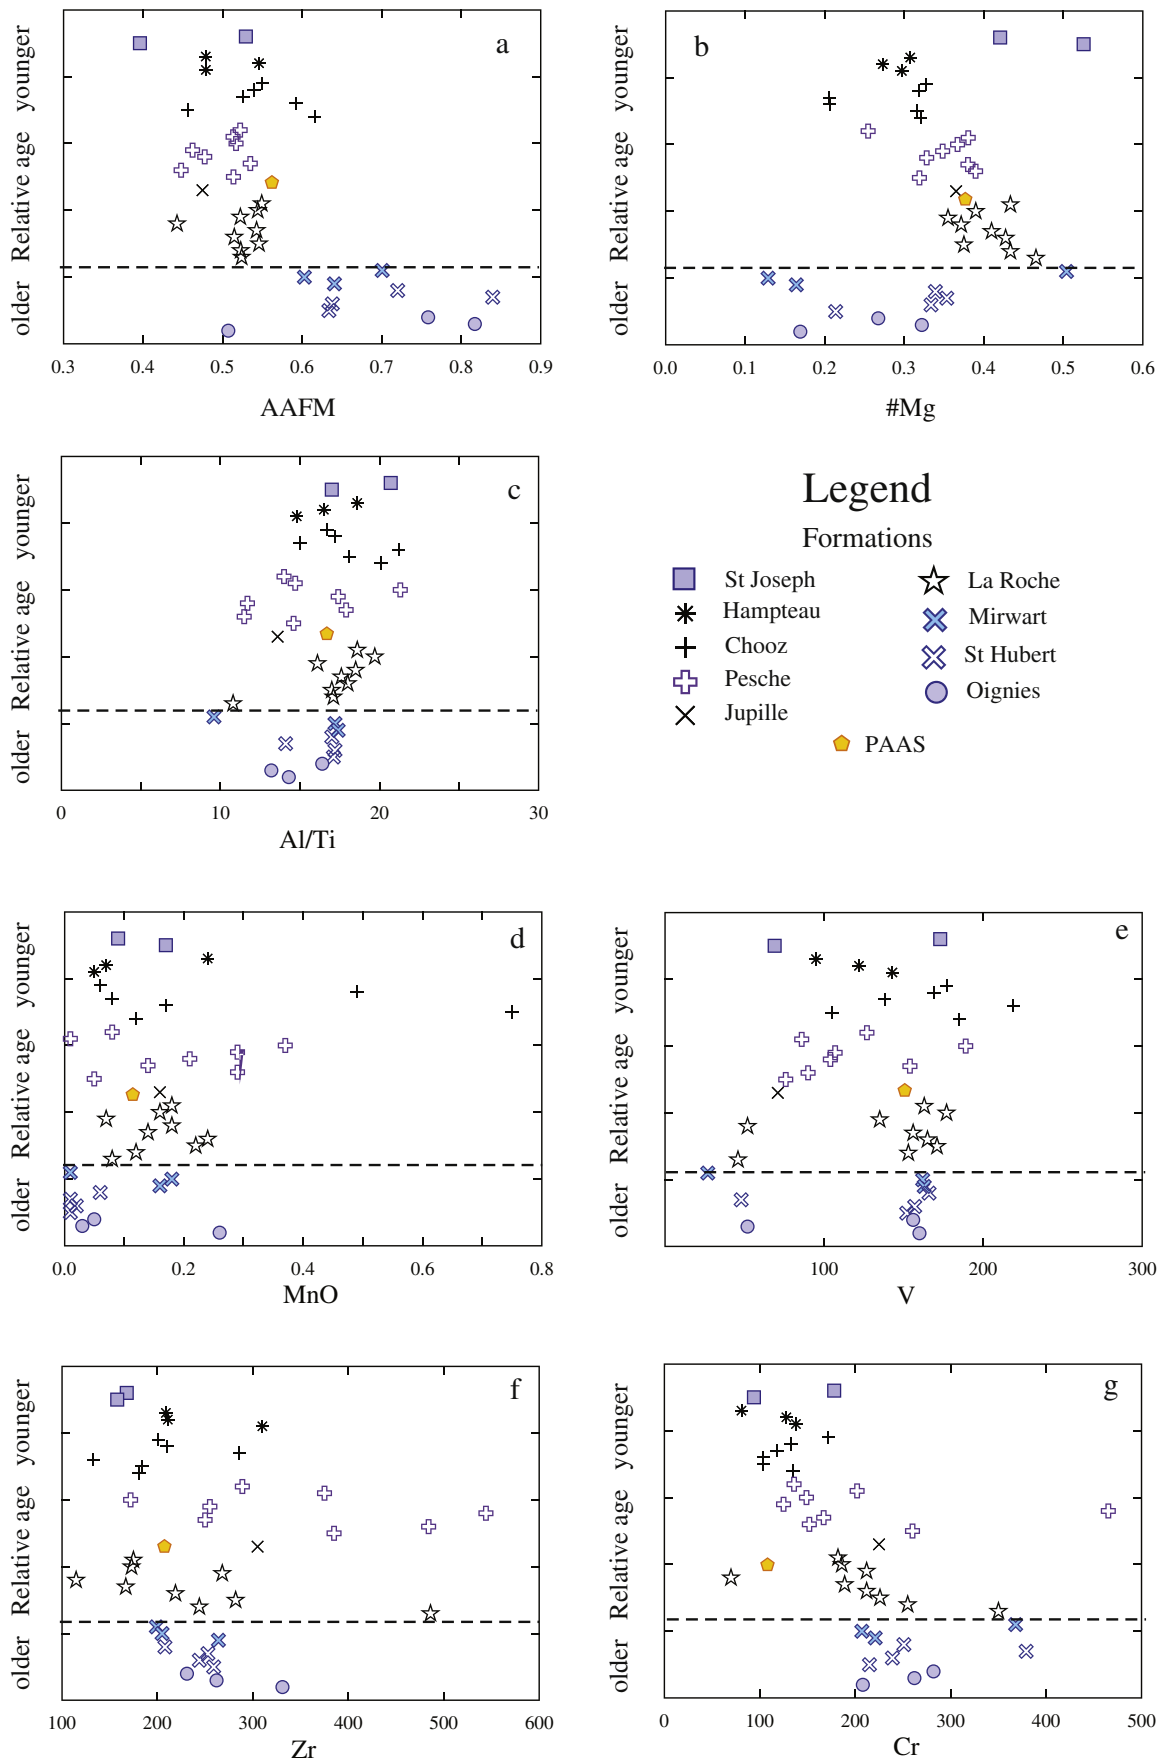 a
younger
Relative age
older
0.3 0.4 0.5 0.6 0.7 0.8 0.9
AAFM
b
younger
Relative age
older
0.0 0.2 0.3 0.4 0.6
#Mg
c
younger
Relative age
older
0 10 20 30
Al/Ti
Legend
Formations
St Joseph
Hampteau
Chooz
Pesche
Jupille
La Roche
Mirwart
St Hubert
Oignies
PAAS
d
younger
Relative age
older
0.0 0.2 0.4 0.6 0.8
MnO
e
younger
Relative age
older
100 200 300
V
f
younger
Relative age
older
100 200 300 400 500 600
Zr
g
younger
Relative age
older
0 100 200 300 400 500
Cr